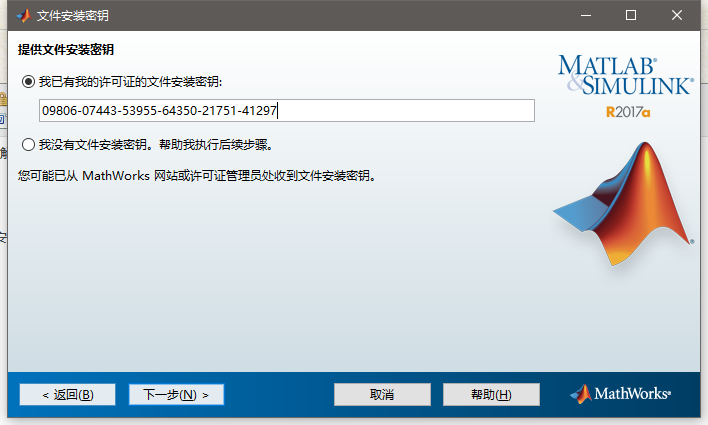 文件安装密钥
提供文件安装密钥
我已有我的许可证的文件安装密钥:
09806-07443-53955-64350-21751-41297
我没有文件安装密钥。帮助我执行后续步骤。
您可能已从 MathWorks 网站或许可证管理员处收到文件安装密钥。
MATLAB®
&SIMULINK®
R2017a
< 返回(B)
下一步(N) >
取消
帮助(H)
MathWorks®